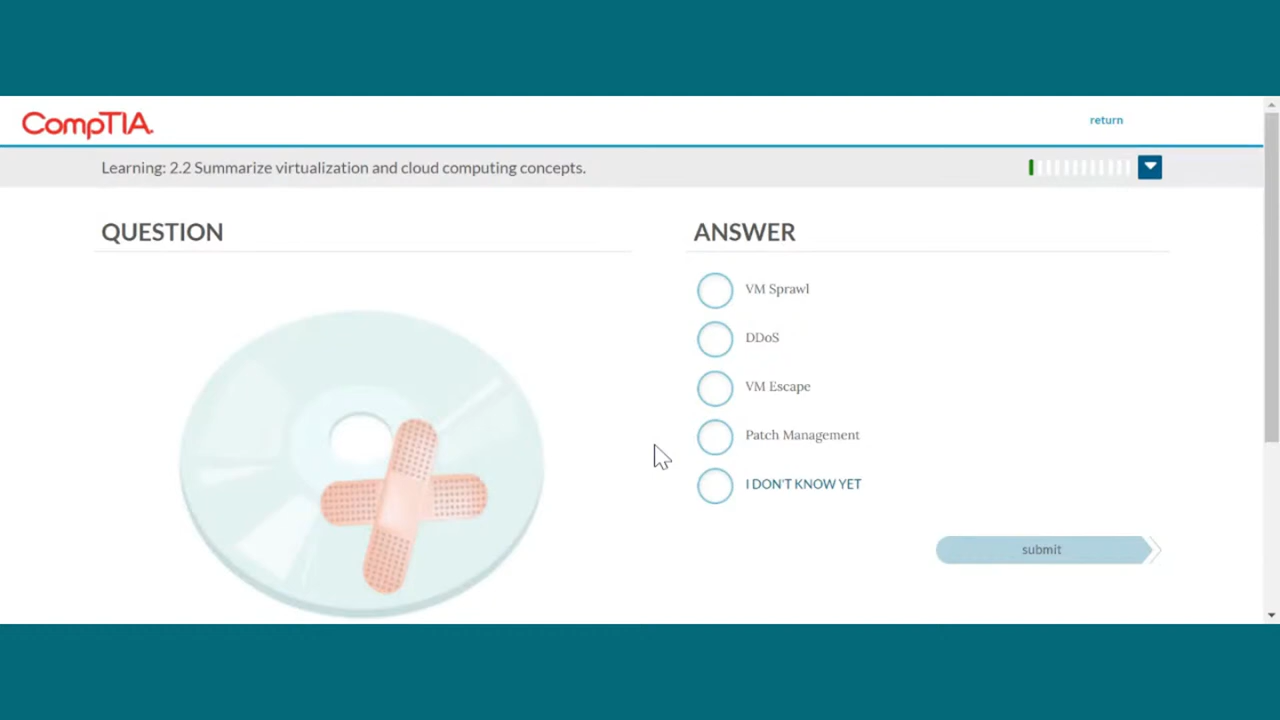 CompTIA.
return
Learning: 2.2 Summarize virtualization and cloud computing concepts.
QUESTION
ANSWER
VM Sprawl
DDoS
VM Escape
Patch Management
I DON'T KNOW YET
submit